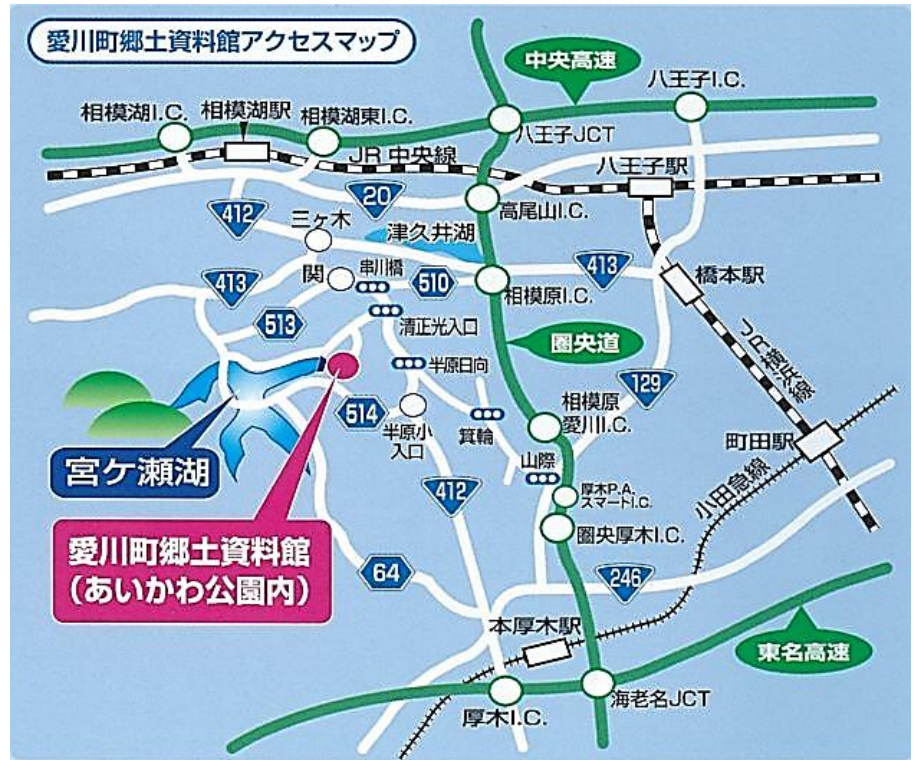 愛川町郷土資料館アクセスマップ
中央高速
八王子I.C.
相模湖I.C.
相模湖駅
相模湖東I.C.
八王子JCT
JR 中央線
八王子駅
20
高尾山I.C.
412
三ヶ木
津久井湖
413
関
串川橋
510
413
相模原I.C.
橋本駅
513
清正光入口
圏央道
JR横浜線
半原日向
129
514
半原小
入口
箕輪
相模原
愛川I.C.
町田駅
宮ケ瀬湖
山際
412
厚木P.A.
スマートI.C.
小田急線
圏央厚木I.C.
愛川町郷土資料館
(あいかわ公園内)
64
246
本厚木駅
東名高速
厚木I.C.
海老名JCT